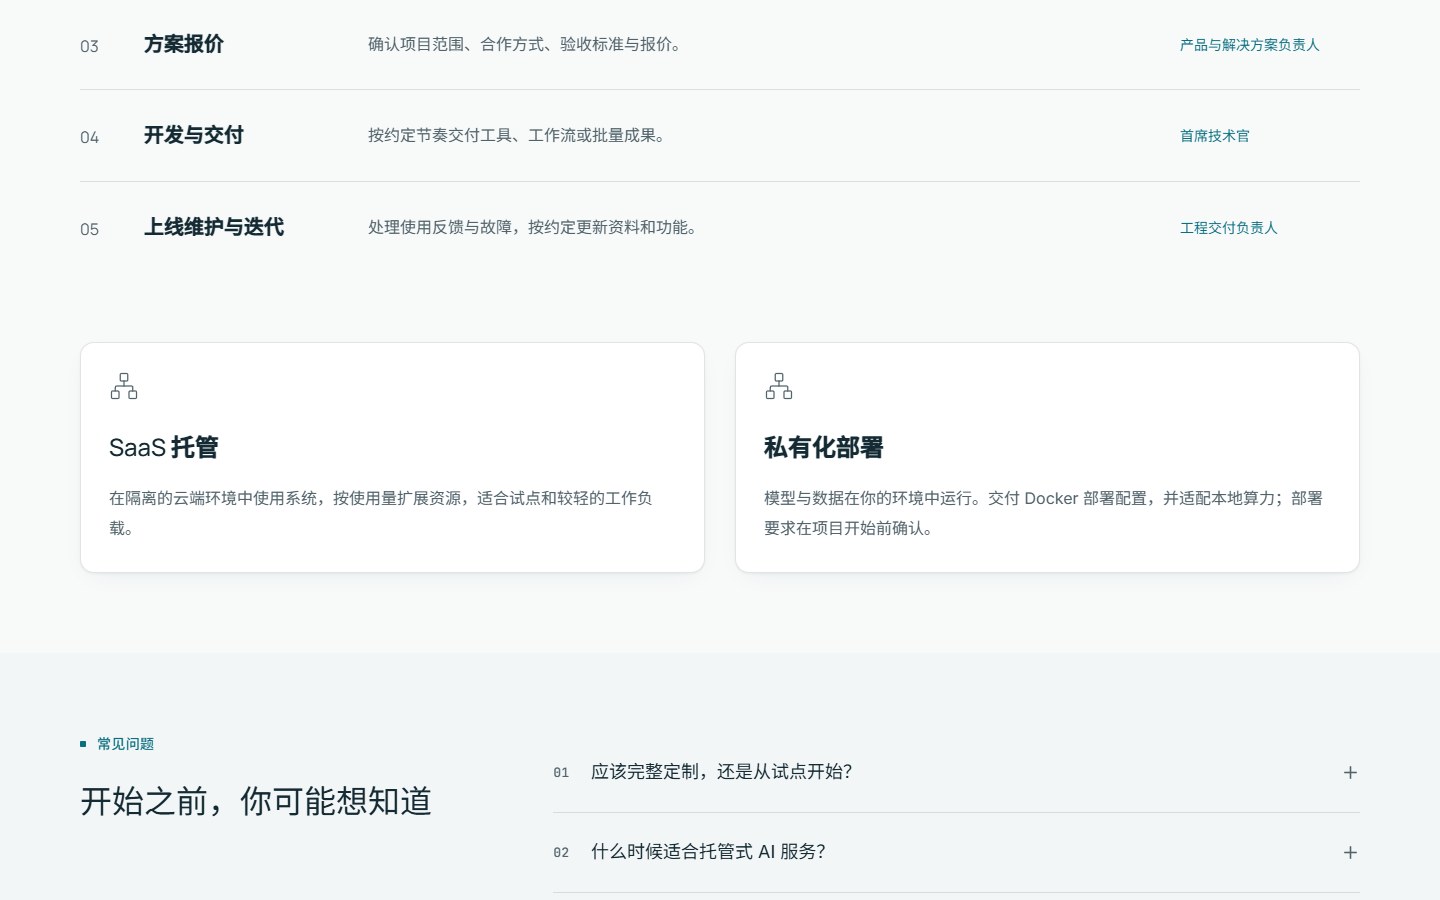 03 方案报价 确认项目范围、合作方式、验收标准与报价。 产品与解决方案负责人
04 开发与交付 按约定节奏交付工具、工作流或批量成果。 首席技术官
05 上线维护与迭代 处理使用反馈与故障，按约定更新资料和功能。 工程交付负责人
SaaS 托管
在隔离的云端环境中使用系统，按使用量扩展资源，适合试点和较轻的工作负
载。
私有化部署
模型与数据在你的环境中运行。交付 Docker 部署配置，并适配本地算力；部署
要求在项目开始前确认。
常见问题
开始之前，你可能想知道
01 应该完整定制，还是从试点开始？
02 什么时候适合托管式 AI 服务？